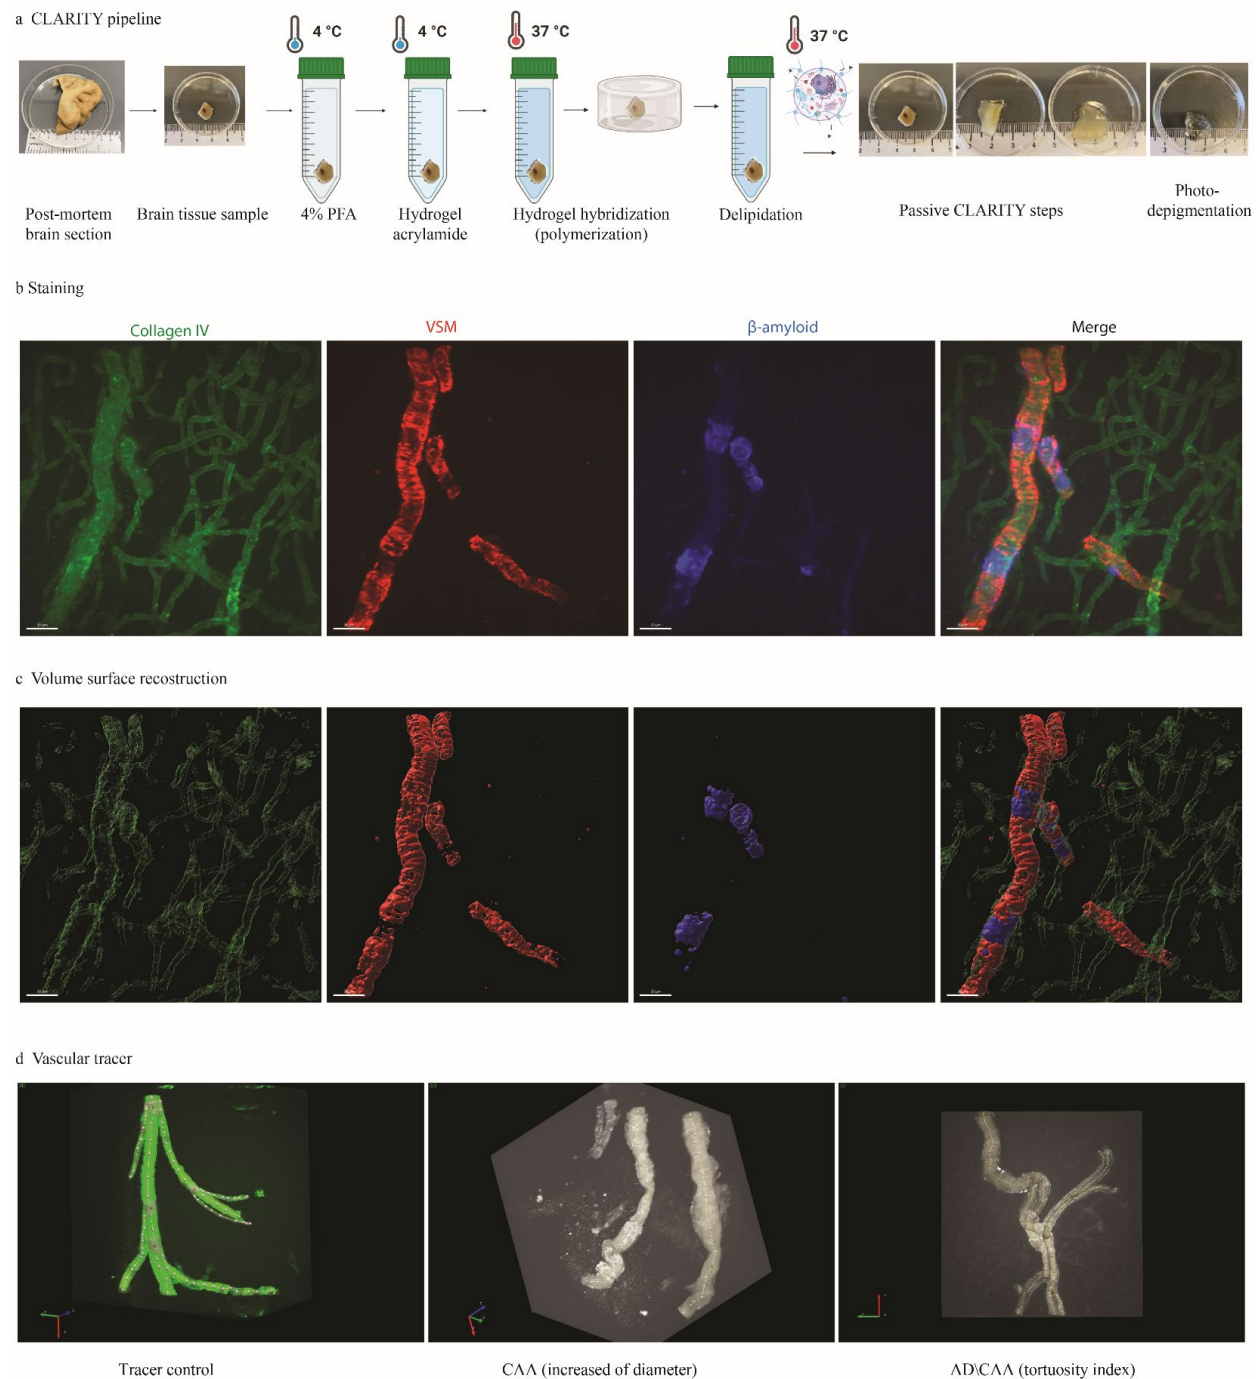 a CLARITY pipeline
4 °C
4 °C
37 °C
37 °C
Post-mortem
brain section
Brain tissue sample
4% PFA
Hydrogel
acrylamide
Hydrogel hybridization
(polymerization)
Delipidation
Passive CLARITY steps
Photo-
depigmentation
b Staining
Collagen IV
VSM
β-amyloid
Merge
c Volume surface recostruction
d Vascular tracer
Tracer control
CAA (increased of diameter)
AD\CAA (tortuosity index)